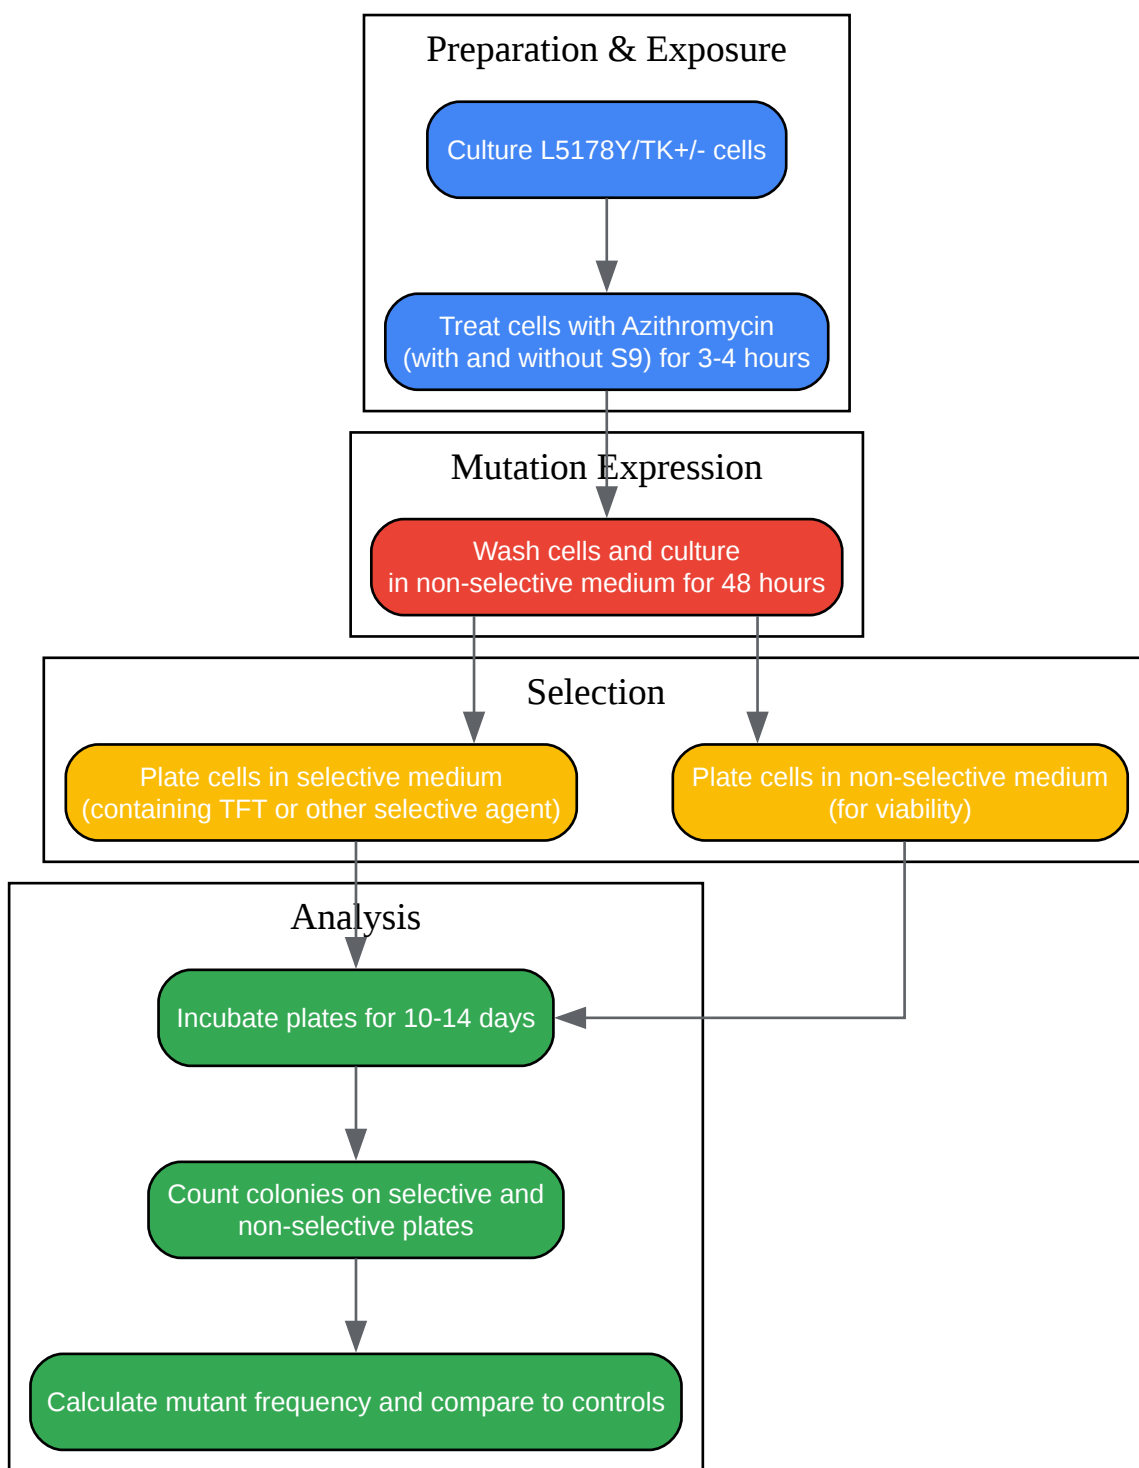 Preparation & Exposure
Culture L5178Y/TK+/- cells
Treat cells with Azithromycin
(with and without S9) for 3-4 hours
Mutation Expression
Wash cells and culture
in non-selective medium for 48 hours
Selection
Plate cells in selective medium
(containing TFT or other selective agent)
Plate cells in non-selective medium
(for viability)
Analysis
Incubate plates for 10-14 days
Count colonies on selective and
non-selective plates
Calculate mutant frequency and compare to controls